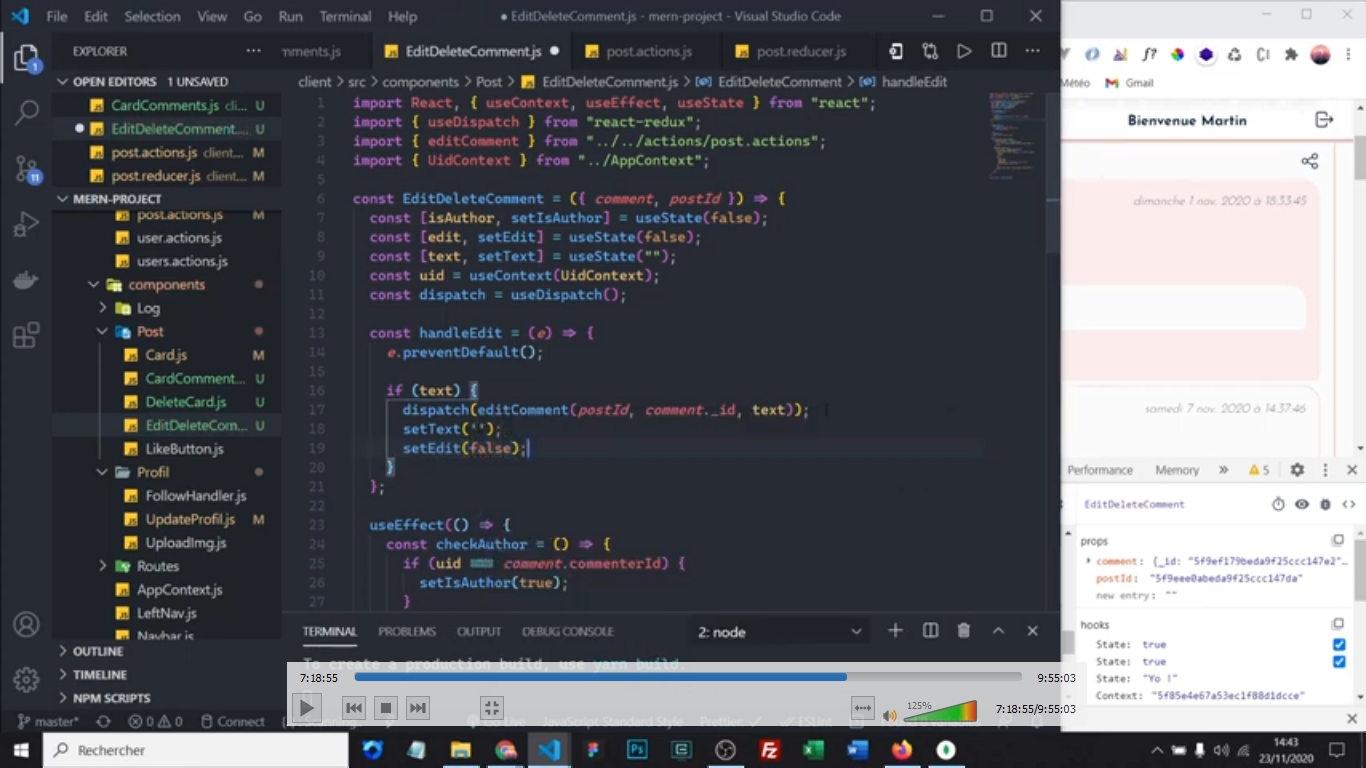 File Edit Selection View Go Run Terminal Help
● EditDeleteComment.js - mern-project - Visual Studio Code
EXPLORER
OPEN EDITORS 1 UNSAVED
CardComments.js cli... U
EditDeleteComment.... U
post.actions.js client... M
post.reducer.js client... M
MERN-PROJECT
post.actions.js M
user.actions.js
users.actions.js
components
Log
Post
Card.js M
CardComment... U
DeleteCard.js U
EditDeleteCom... U
LikeButton.js
Profil
FollowHandler.js
UpdateProfil.js M
UploadImg.js
Routes
AppContext.js
LeftNav.js
Navbar.js
OUTLINE
TIMELINE
NPM SCRIPTS
mments.js EditDeleteComment.js ● post.actions.js post.reducer.js
client > src > components > Post > EditDeleteComment.js > EditDeleteComment > handleEdit
1 import React, { useContext, useEffect, useState } from "react";
2 import { useDispatch } from "react-redux";
3 import { editComment } from "../../actions/post.actions";
4 import { UidContext } from "../AppContext";
5
6 const EditDeleteComment = ({ comment, postId }) => {
7 const [isAuthor, setIsAuthor] = useState(false);
8 const [edit, setEdit] = useState(false);
9 const [text, setText] = useState("");
10 const uid = useContext(UidContext);
11 const dispatch = useDispatch();
12
13 const handleEdit = (e) => {
14 e.preventDefault();
15
16 if (text) {
17 dispatch(editComment(postId, comment._id, text));
18 setText('');
19 setEdit(false);
20 }
21 };
22
23 useEffect(() => {
24 const checkAuthor = () => {
25 if (uid === comment.commenterId) {
26 setIsAuthor(true);
27 }
TERMINAL PROBLEMS OUTPUT DEBUG CONSOLE 2: node
To create a production build, use yarn build.
7:18:55 9:55:03
125% 7:18:55/9:55:03
master* 0 0 Connect Go Live JavaScript Standard Style Prettier ESLint
Météo Gmail
Bienvenue Martin
dimanche 1 nov. 2020 à 18:33:45
samedi 7 nov. 2020 à 14:37:46
Performance Memory » 5
EditDeleteComment
props
comment: {_id: "5f9ef179beda9f25ccc147e2"…
postId: "5f9eee0abeda9f25ccc147da"
new entry: ""
hooks
State: true
State: true
State: "Yo !"
Context: "5f85e4e67a53ec1f88d1dcce"
Rechercher
14:43
23/11/2020